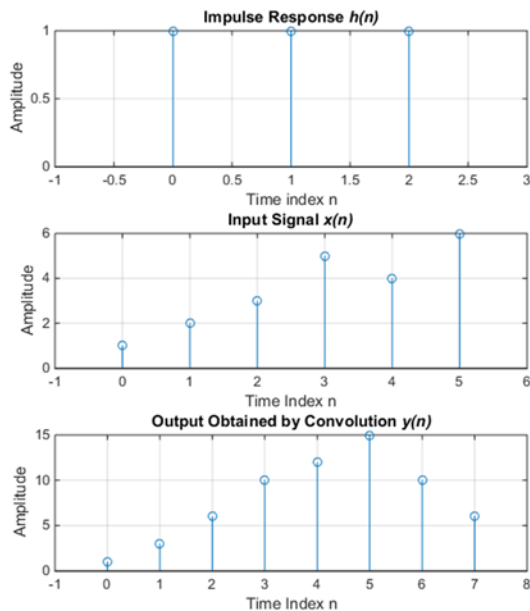 Impulse Response h(n)
Amplitude
1
0.5
0
-1 -0.5 0 0.5 1 1.5 2 2.5 3
Time index n
Input Signal x(n)
Amplitude
6
4
2
0
-1 0 1 2 3 4 5 6
Time Index n
Output Obtained by Convolution y(n)
Amplitude
15
10
5
0
-1 0 1 2 3 4 5 6 7 8
Time Index n